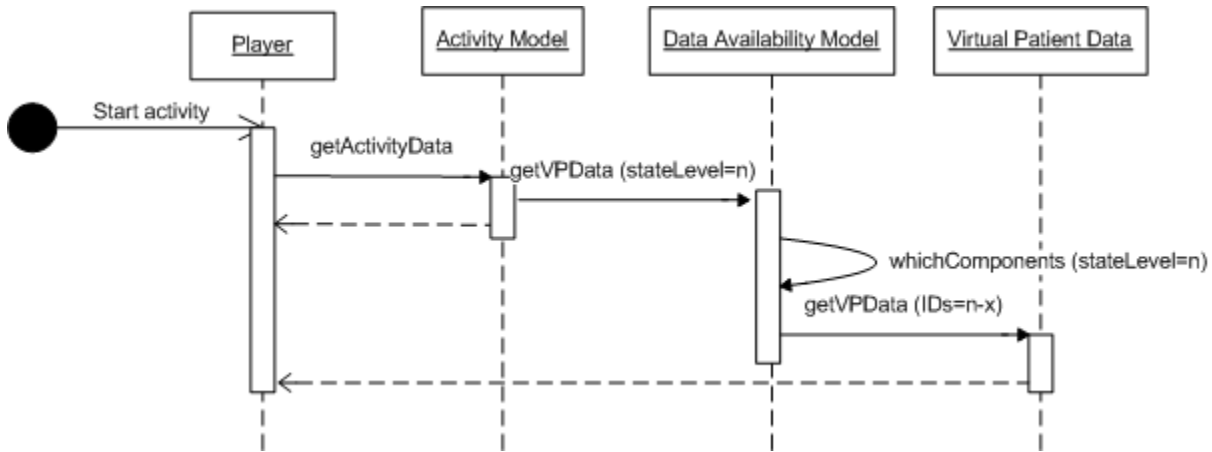 Player
Activity Model
Data Availability Model
Virtual Patient Data
Start activity
getActivityData
getVPData (stateLevel=n)
whichComponents (stateLevel=n)
getVPData (IDs=n-x)